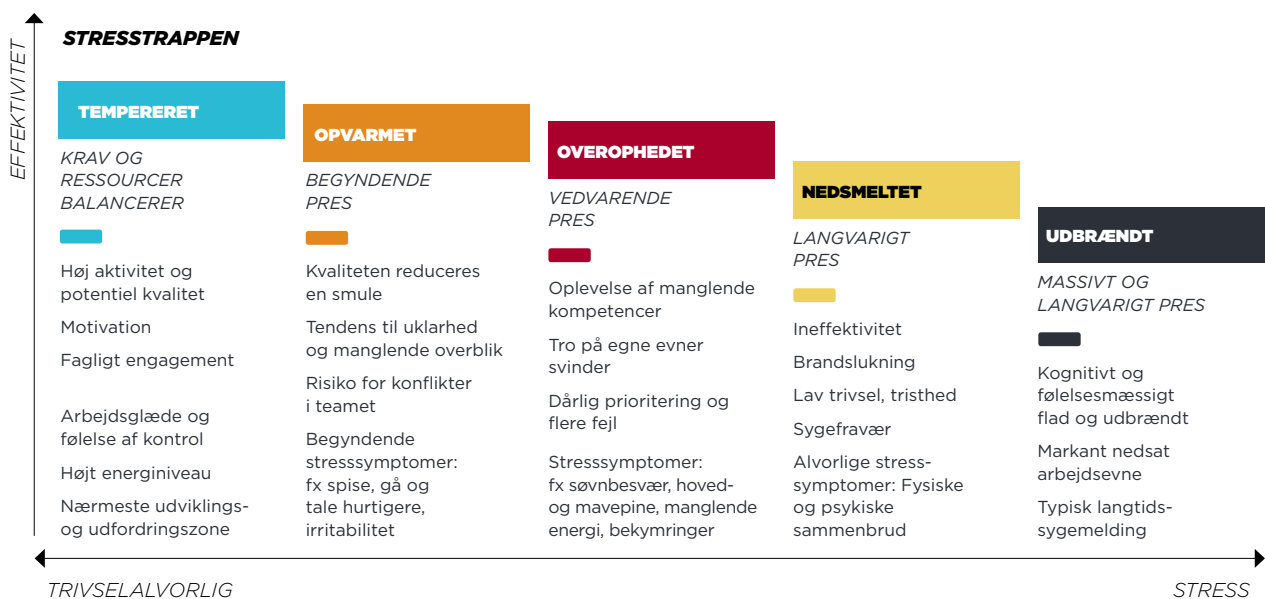 EFFEKTIVITET
STRESSTRAPPEN
TEMPERERET
KRAV OG
RESSOURCER
BALANCERER
Høj aktivitet og
potentiel kvalitet
Motivation
Fagligt engagement
Arbejdsglæde og
følelse af kontrol
Højt energiniveau
Nærmeste udviklings-
og udfordringszone
OPVARMET
BEGYNDENDE
PRES
Kvaliteten reduceres
en smule
Tendens til uklarhed
og manglende overblik
Risiko for konflikter
i teamet
Begyndende
stresssymptomer:
fx spise, gå og
tale hurtigere,
irritabilitet
OVEROPHEDET
VEDVARENDE
PRES
Oplevelse af manglende
kompetencer
Tro på egne evner
svinder
Dårlig prioritering og
flere fejl
Stresssymptomer:
fx søvnbesvær, hoved-
og mavepine, manglende
energi, bekymringer
NEDSMELTET
LANGVARIGT
PRES
Ineffektivitet
Brandslukning
Lav trivsel, tristhed
Sygefravær
Alvorlige stress-
symptomer: Fysiske
og psykiske
sammenbrud
UDBRÆNDT
MASSIVT OG
LANGVARIGT PRES
Kognitivt og
følelsesmæssigt
flad og udbrændt
Markant nedsat
arbejdsevne
Typisk langtids-
sygemelding
TRIVSELALVORLIG
STRESS